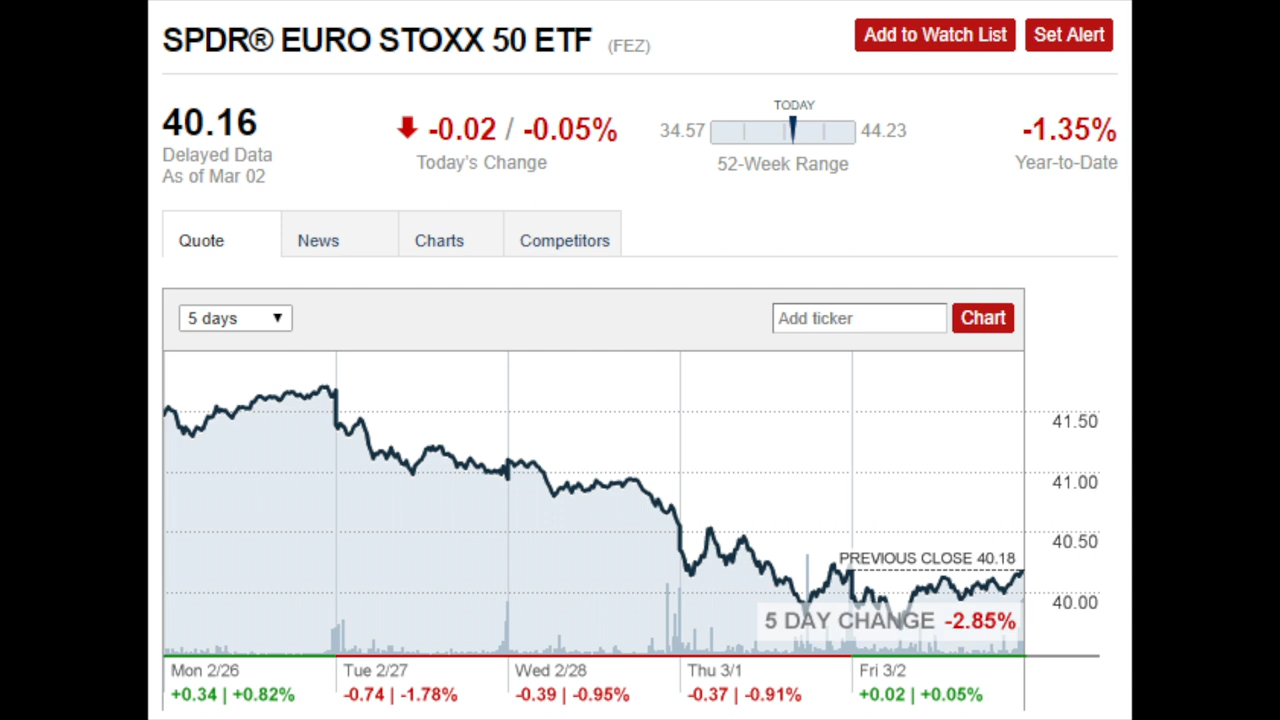 SPDR® EURO STOXX 50 ETF (FEZ)
Add to Watch List
Set Alert
40.16
Delayed Data
As of Mar 02
-0.02 / -0.05%
Today's Change
TODAY
34.57
44.23
52-Week Range
-1.35%
Year-to-Date
Quote
News
Charts
Competitors
5 days
Add ticker
Chart
41.50
41.00
40.50
PREVIOUS CLOSE 40.18
40.00
5 DAY CHANGE -2.85%
Mon 2/26
Tue 2/27
Wed 2/28
Thu 3/1
Fri 3/2
+0.34 | +0.82%
-0.74 | -1.78%
-0.39 | -0.95%
-0.37 | -0.91%
+0.02 | +0.05%